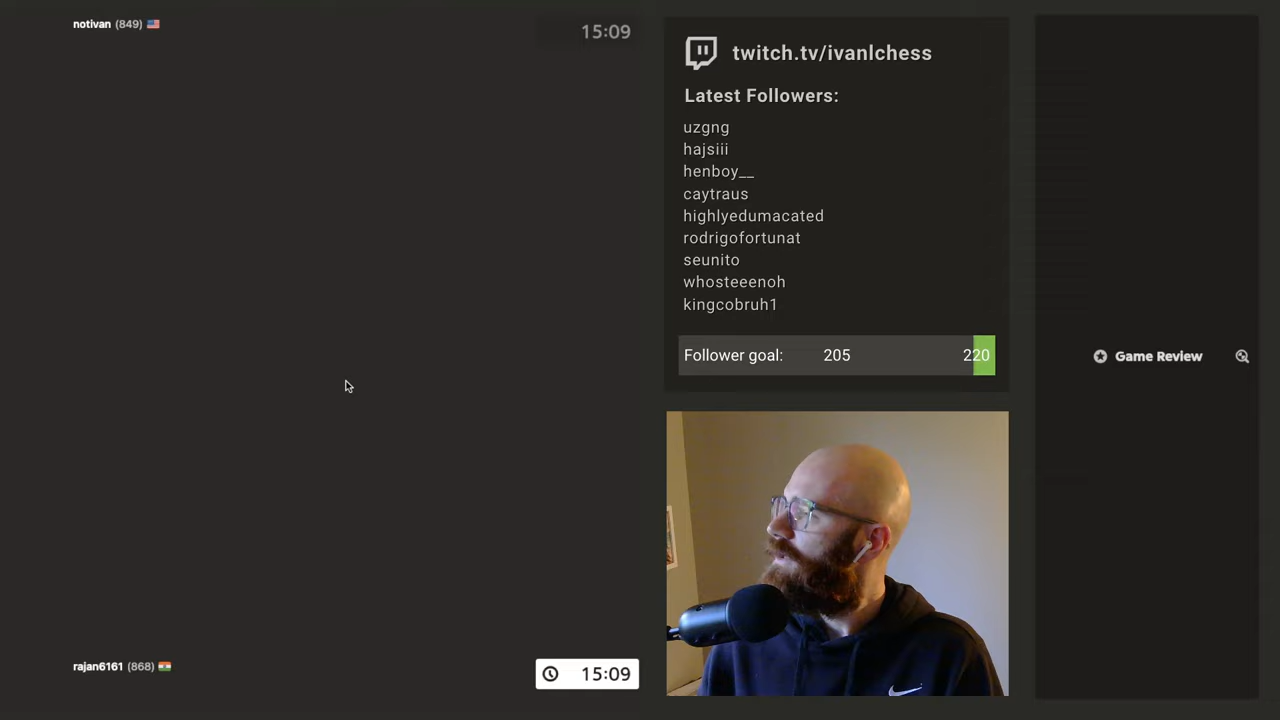 notivan (849)
15:09
twitch.tv/ivanlchess
Latest Followers:
uzgng
hajsiii
henboy__
caytraus
highlyedumacated
rodrigofortunat
seunito
whosteeenoh
kingcobruh1
Follower goal: 205 220
Game Review
rajan6161 (868)
15:09